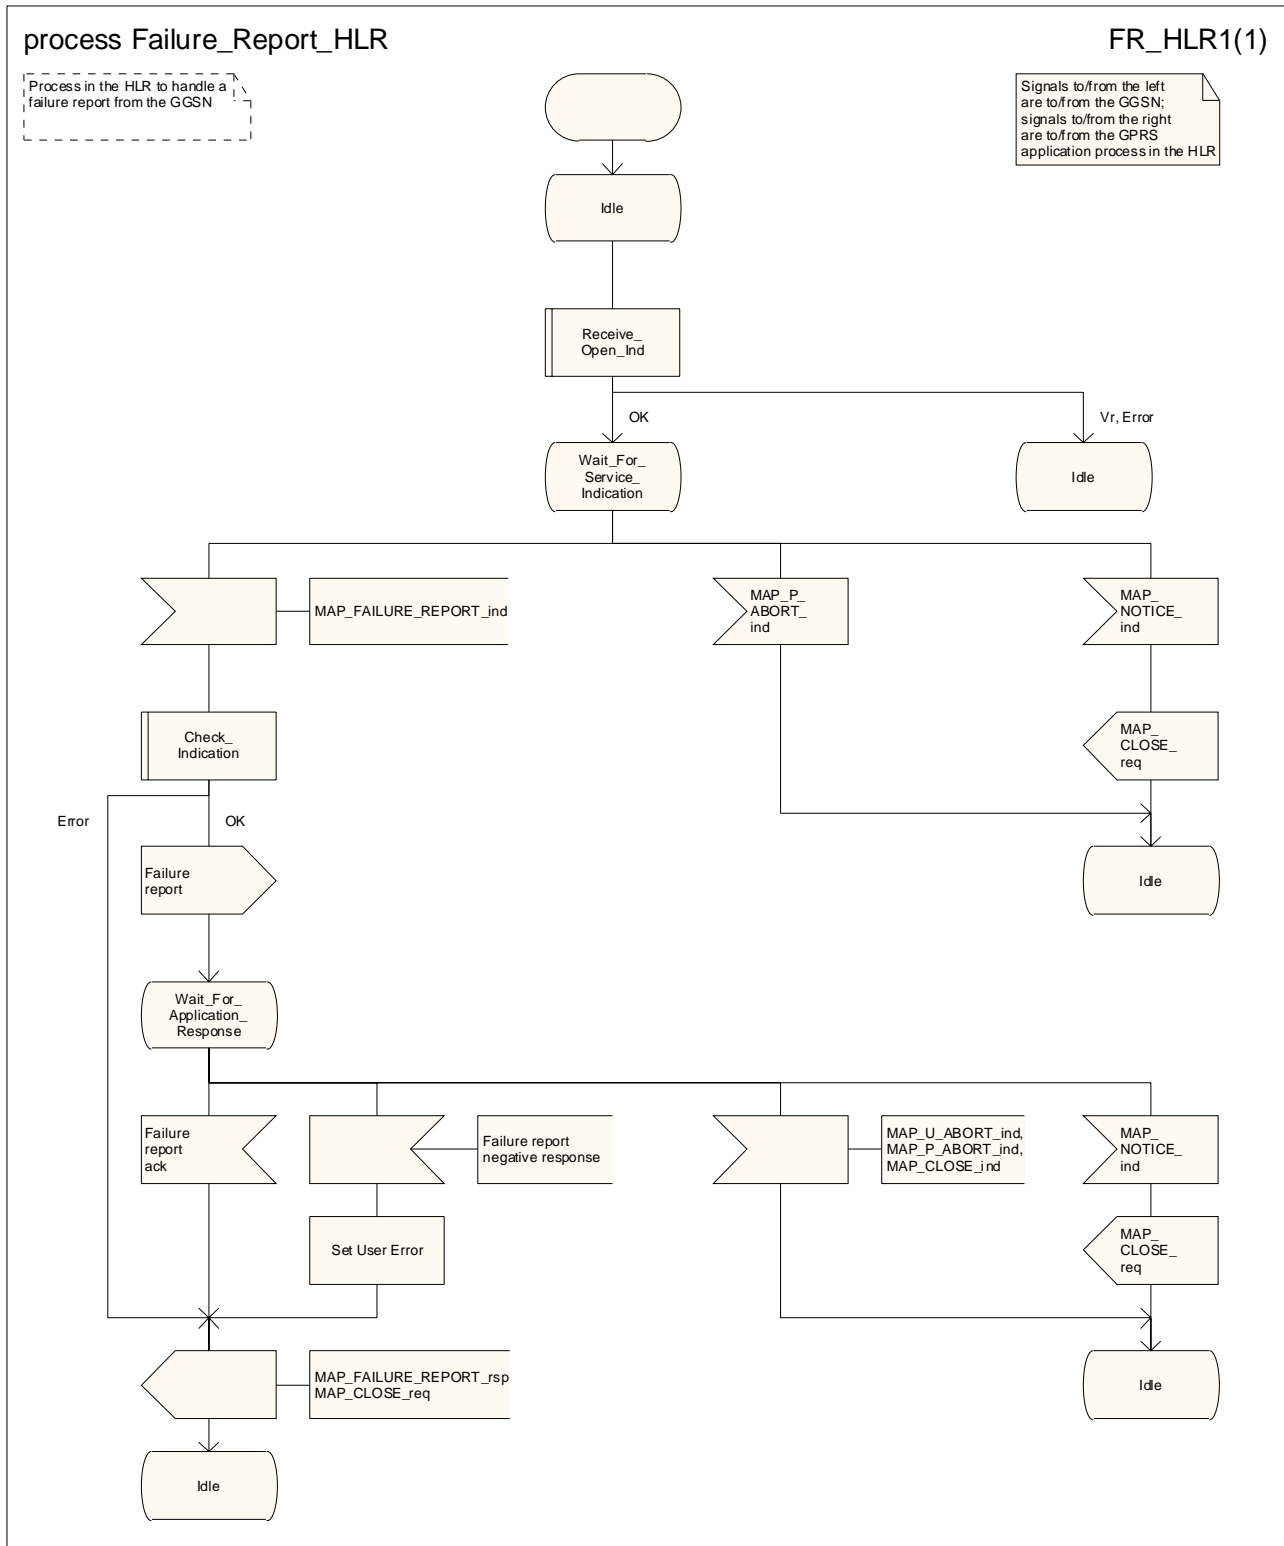 process Failure_Report_HLR
FR_HLR1(1)
Process in the HLR to handle a
failure report from the GGSN
Signals to/from the left
are to/from the GGSN;
signals to/from the right
are to/from the GPRS
application process in the HLR
Idle
Receive_
Open_Ind
OK
Vr, Error
Wait_For_
Service_
Indication
Idle
MAP_FAILURE_REPORT_ind
MAP_P_
ABORT_
ind
MAP_
NOTICE_
ind
Check_
Indication
MAP_
CLOSE_
req
Error
OK
Failure
report
Idle
Wait_For_
Application_
Response
Failure
report
ack
Failure report
negative response
MAP_U_ABORT_ind,
MAP_P_ABORT_ind,
MAP_CLOSE_ind
MAP_
NOTICE_
ind
Set User Error
MAP_
CLOSE_
req
MAP_FAILURE_REPORT_rsp
MAP_CLOSE_req
Idle
Idle